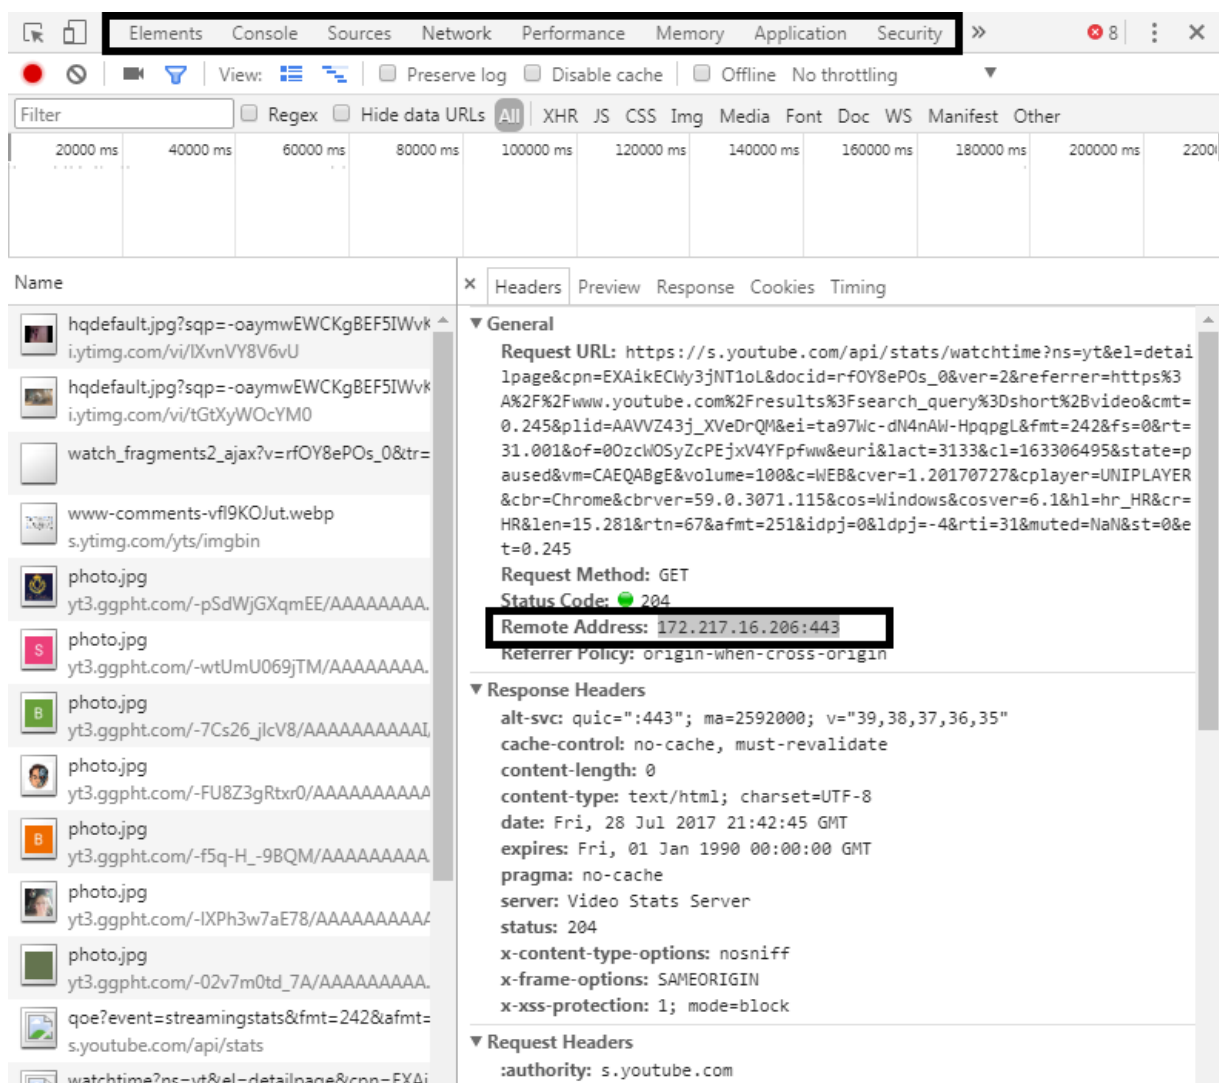 Elements Console Sources Network Performance Memory Application Security » 8
View: Preserve log Disable cache Offline No throttling
Filter Regex Hide data URLs All XHR JS CSS Img Media Font Doc WS Manifest Other
20000 ms 40000 ms 60000 ms 80000 ms 100000 ms 120000 ms 140000 ms 160000 ms 180000 ms 200000 ms 2200
Name
hqdefault.jpg?sqp=-oaymwEWCKgBEF5IWvK
i.ytimg.com/vi/IXvnVY8V6vU
hqdefault.jpg?sqp=-oaymwEWCKgBEF5IWvK
i.ytimg.com/vi/tGtXyWOcYM0
watch_fragments2_ajax?v=rfOY8ePOs_0&tr=
www-comments-vfl9KOJut.webp
s.ytimg.com/yts/imgbin
photo.jpg
yt3.ggpht.com/-pSdWjGXqmEE/AAAAAAAA.
S
photo.jpg
yt3.ggpht.com/-wtUmU069jTM/AAAAAAAA.
B
photo.jpg
yt3.ggpht.com/-7Cs26_jIcV8/AAAAAAAAAAI,
photo.jpg
yt3.ggpht.com/-FU8Z3gRtxr0/AAAAAAAAAA
B
photo.jpg
yt3.ggpht.com/-f5q-H_-9BQM/AAAAAAAAA
photo.jpg
yt3.ggpht.com/-IXPh3w7aE78/AAAAAAAAAA
photo.jpg
yt3.ggpht.com/-02v7m0td_7A/AAAAAAAAA.
qoe?event=streamingstats&fmt=242&afmt=
s.youtube.com/api/stats
watchtime?ns=yt&el=detailpage&cpn=EXAi
× Headers Preview Response Cookies Timing
General
Request URL: https://s.youtube.com/api/stats/watchtime?ns=yt&el=detai
lpage&cpn=EXAikECWy3jNT1oL&docid=rfOY8ePOs_0&ver=2&referrer=https%3
A%2F%2Fwww.youtube.com%2Fresults%3Fsearch_query%3Dshort%2Bvideo&cmt=
0.245&plid=AAVVZ43j_XVeDrQM&ei=ta97Wc-dN4nAW-HpqpgL&fmt=242&fs=0&rt=
31.001&of=0OzcWOSyZcPEjxV4YFpfww&euri&lact=3133&cl=163306495&state=p
aused&vm=CAEQABgE&volume=100&c=WEB&cver=1.20170727&cplayer=UNIPLAYER
&cbr=Chrome&cbrver=59.0.3071.115&cos=Windows&cosver=6.1&hl=hr_HR&cr=
HR&len=15.281&rtn=67&afmt=251&idpj=0&ldpj=-4&rti=31&muted=NaN&st=0&e
t=0.245
Request Method: GET
Status Code: 204
Remote Address: 172.217.16.206:443
Referrer Policy: origin-when-cross-origin
Response Headers
alt-svc: quic=":443"; ma=2592000; v="39,38,37,36,35"
cache-control: no-cache, must-revalidate
content-length: 0
content-type: text/html; charset=UTF-8
date: Fri, 28 Jul 2017 21:42:45 GMT
expires: Fri, 01 Jan 1990 00:00:00 GMT
pragma: no-cache
server: Video Stats Server
status: 204
x-content-type-options: nosniff
x-frame-options: SAMEORIGIN
x-xss-protection: 1; mode=block
Request Headers
:authority: s.youtube.com